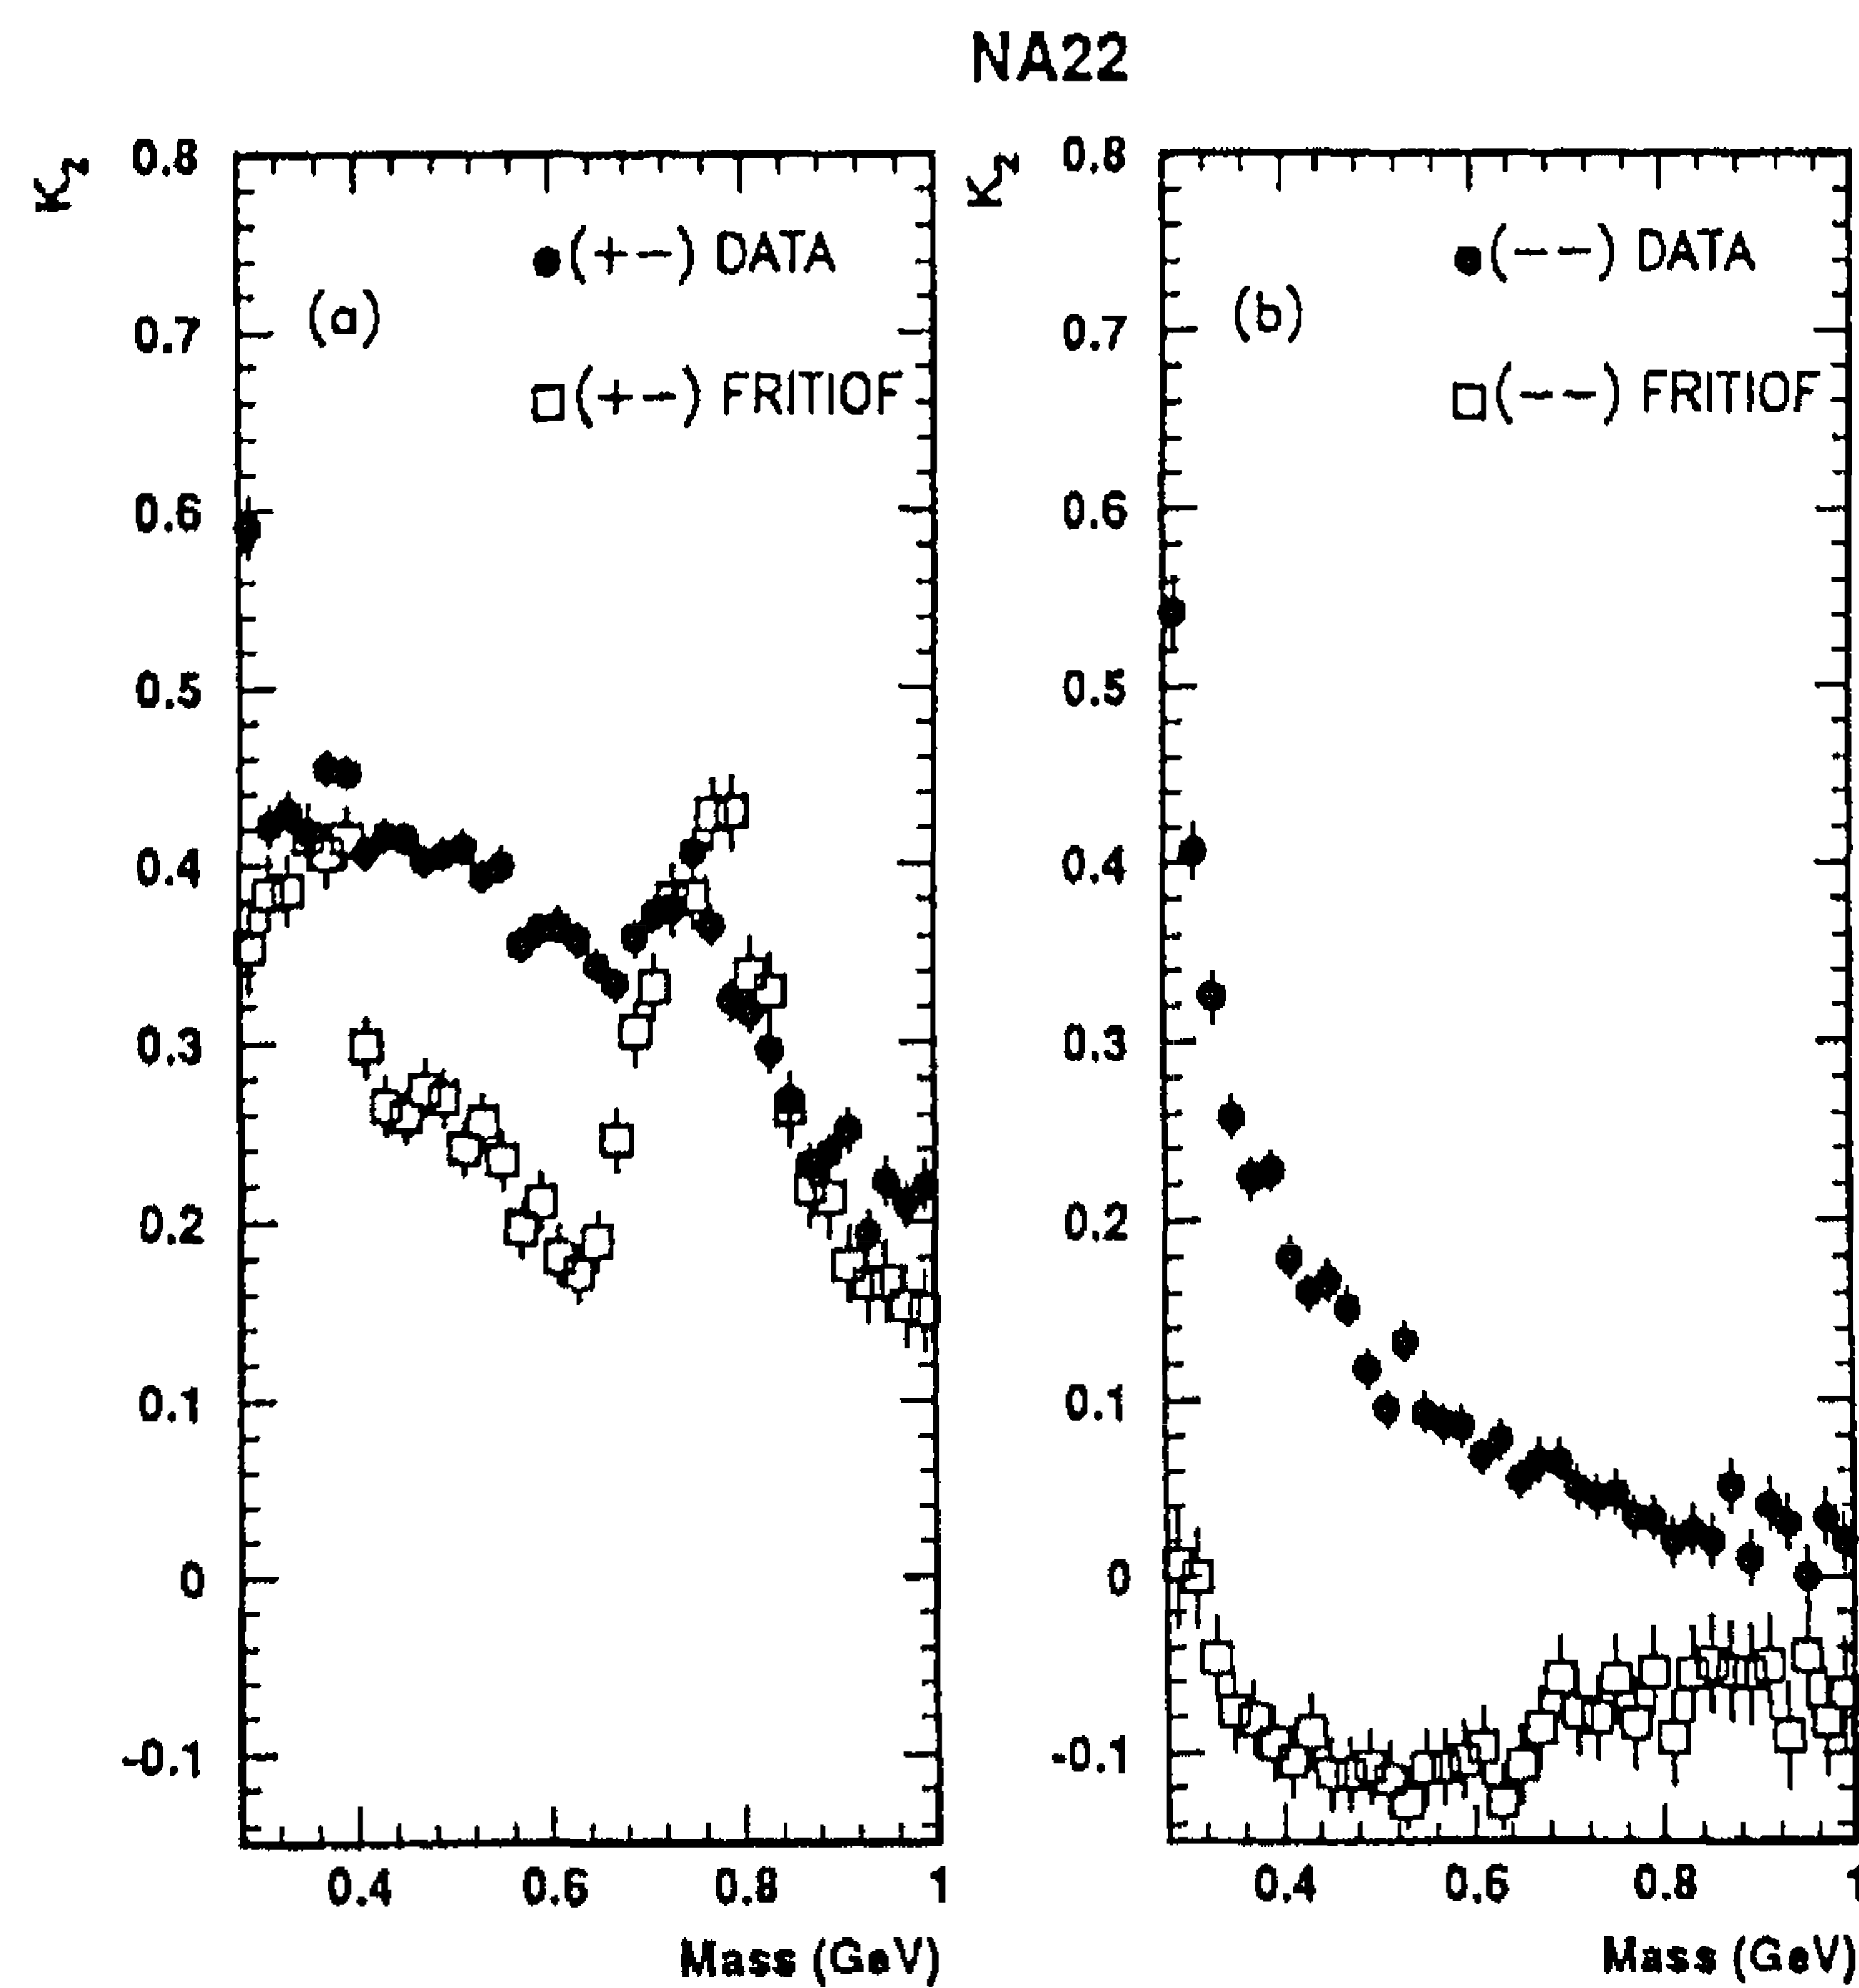 NA22
K₂
0.8
0.7
0.6
0.5
0.4
0.3
0.2
0.1
0
-0.1
(a)
●(+−) DATA
□(+−) FRITIOF
0.4 0.6 0.8 1
Mass (GeV)
K₂
0.8
0.7
0.6
0.5
0.4
0.3
0.2
0.1
0
-0.1
(b)
●(−−) DATA
□(−−) FRITIOF
0.4 0.6 0.8 1
Mass (GeV)